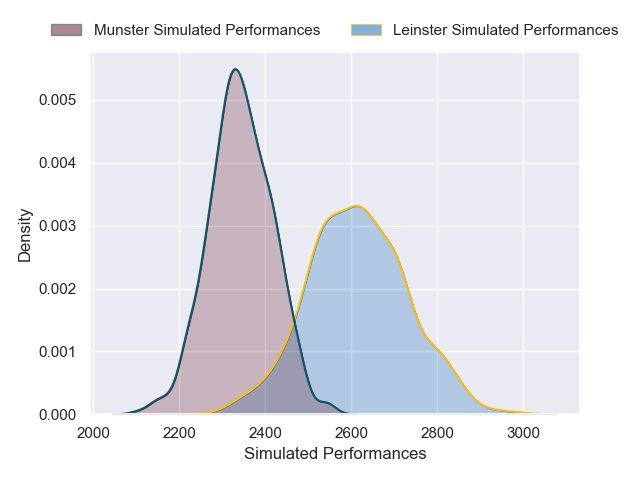 Munster Simulated Performances Leinster Simulated Performances
0.005
0.004
0.003
0.002
0.001
0.000
Density
2000 2200 2400 2600 2800 3000
Simulated Performances